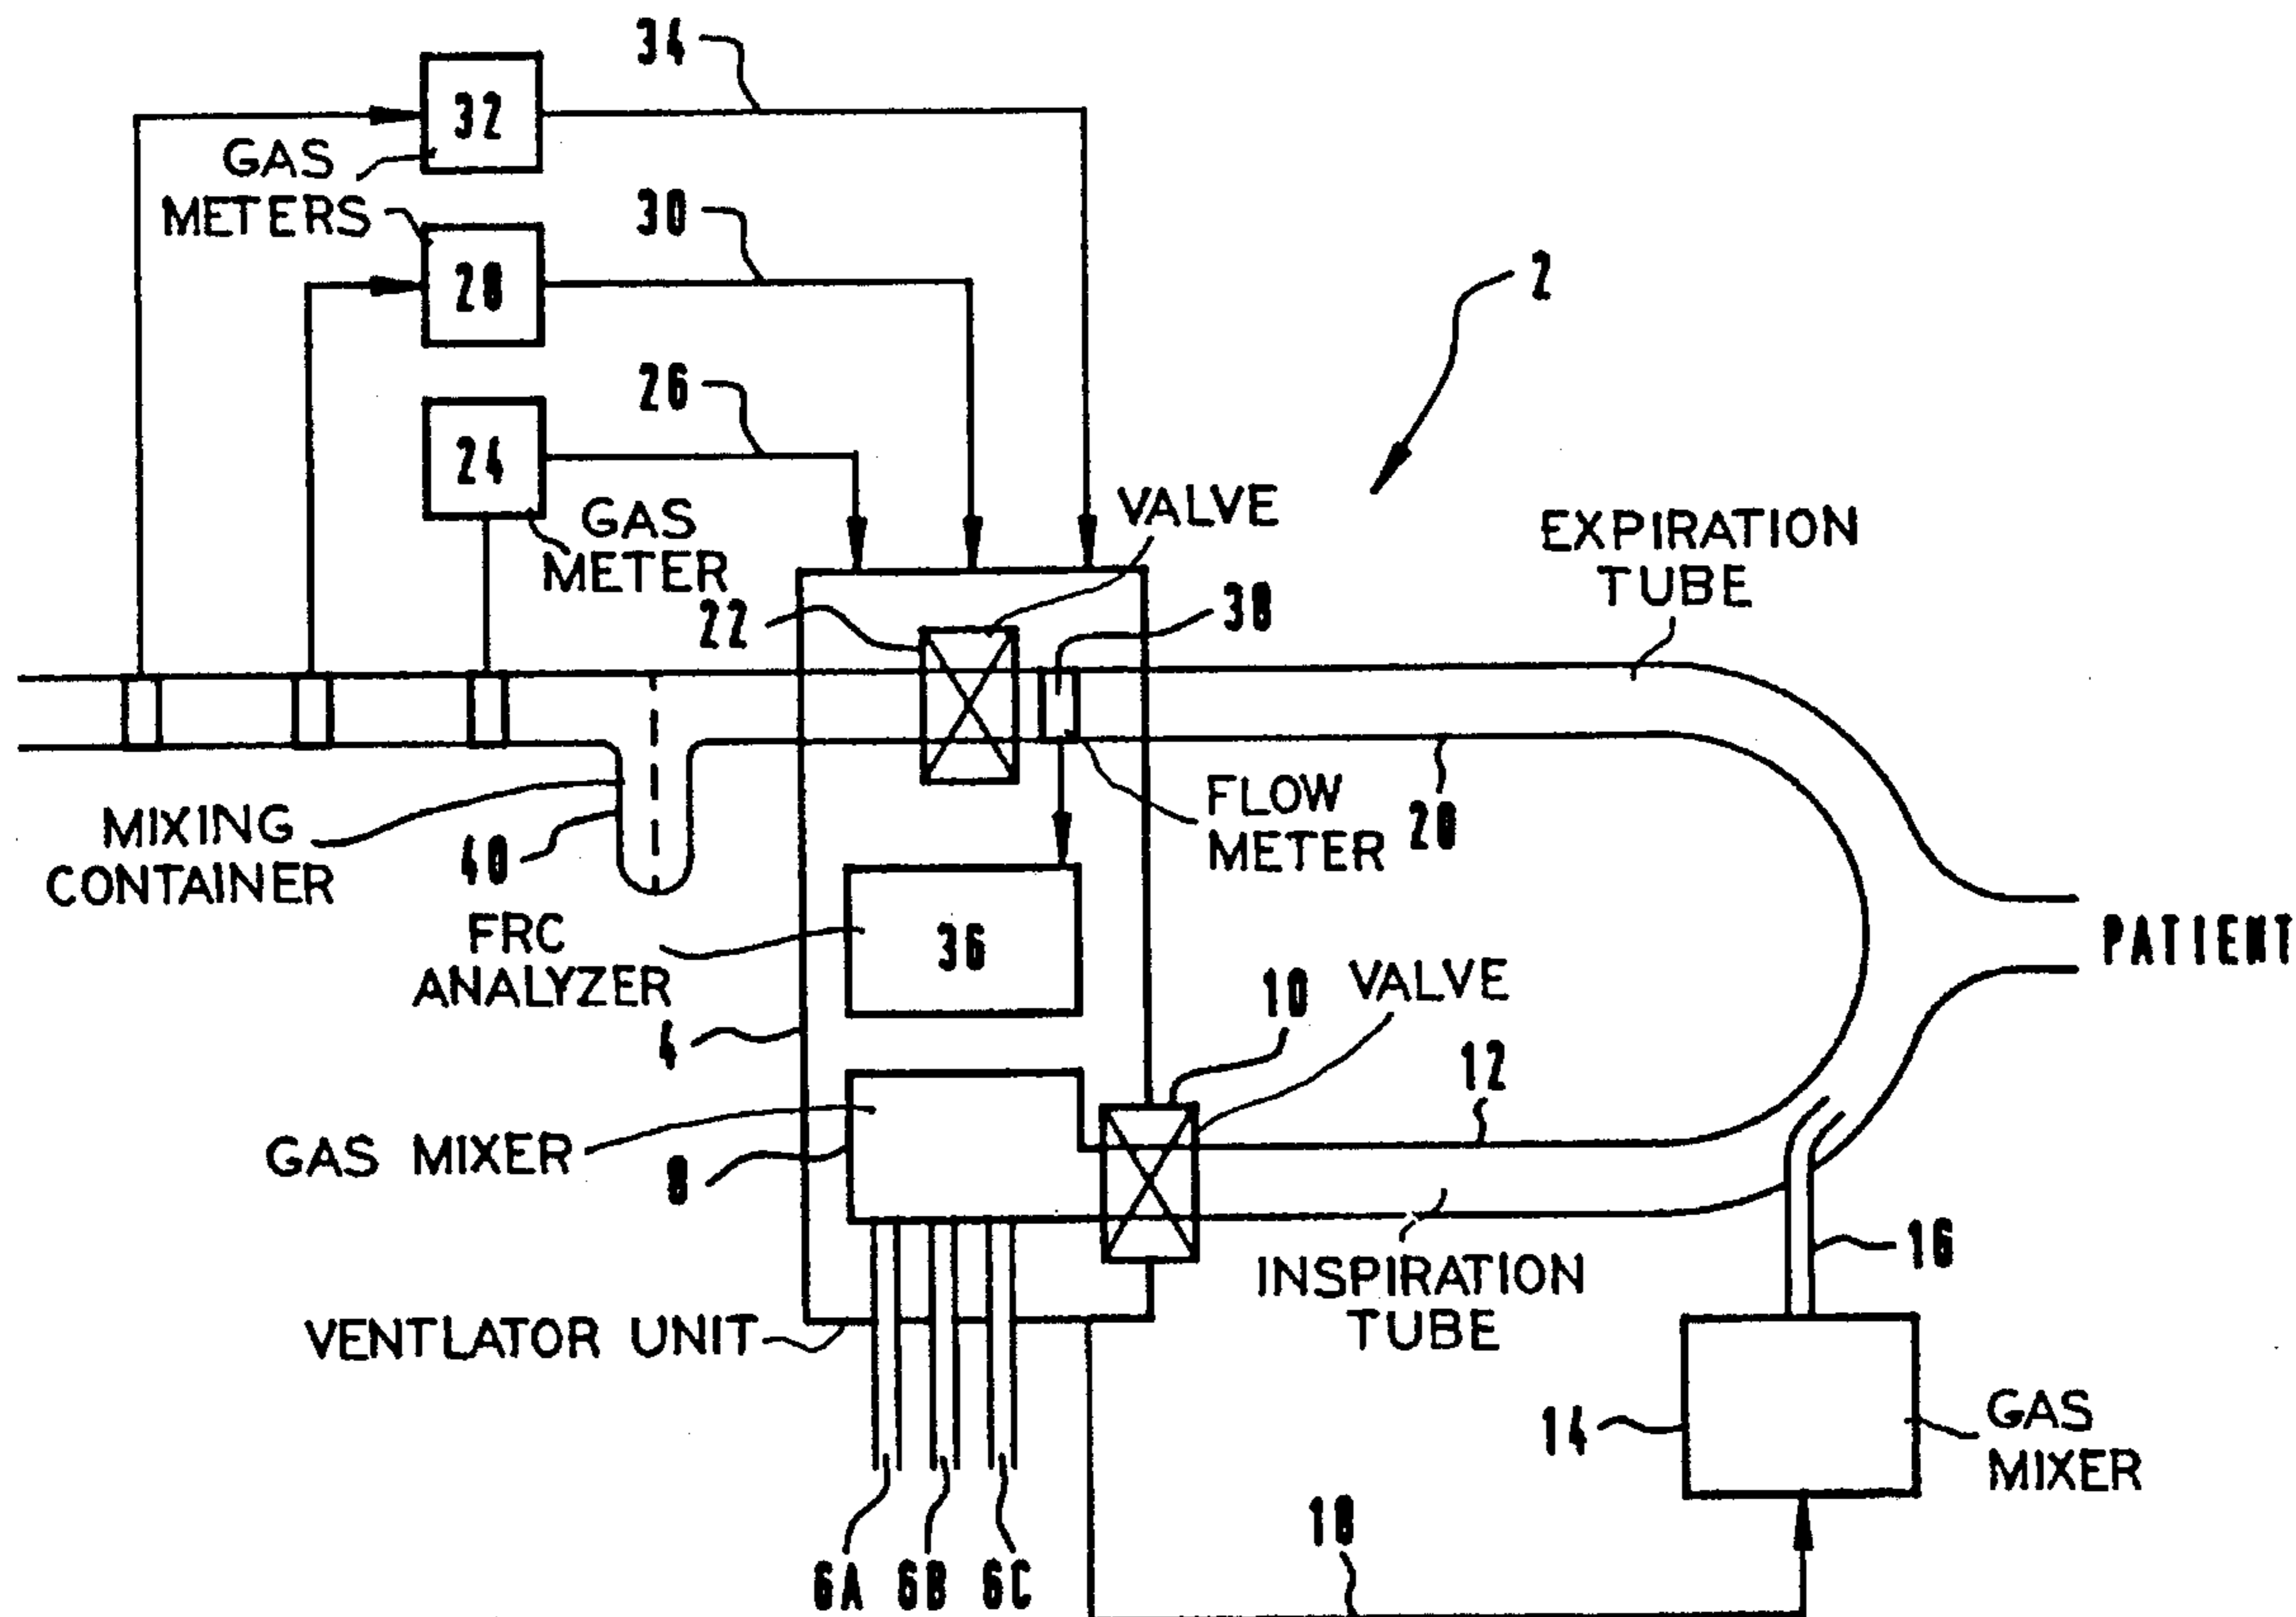 34
32
GAS
METERS
30
28
2
26
24
GAS
METER
VALVE
EXPIRATION
TUBE
22
38
MIXING
CONTAINER
40
FLOW
METER
20
FRC
ANALYZER
36
PATIENT
4
10
VALVE
12
GAS MIXER
8
16
INSPIRATION
TUBE
VENTLATOR UNIT
14
GAS
MIXER
18
6A 6B 6C